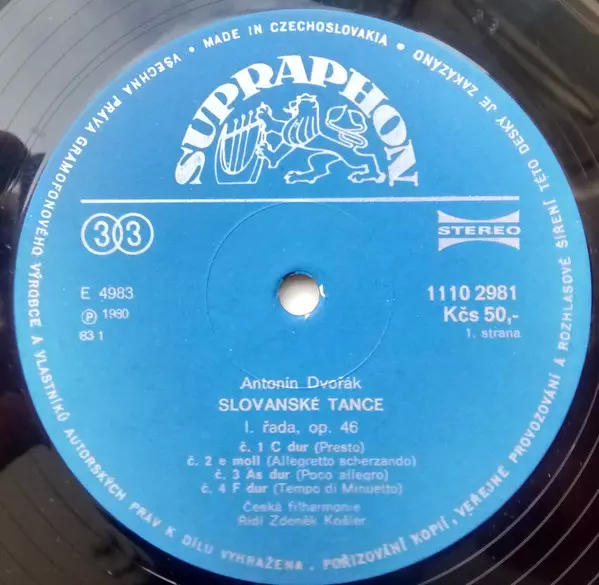 VŠECHNA PRÁVA GRAMOFONOVÉHO VÝROBCE A VLASTNÍKŮ AUTORSKÝCH PRÁV K DÍLU VYHRAŽENA. POŘIZOVÁNÍ KOPIÍ, VEŘEJNÉ PROVOZOVÁNÍ A ROZHLASOVÉ ŠÍŘENÍ TÉTO DESKY JE ZAKÁZÁNO
• MADE IN CZECHOSLOVAKIA •
SUPRAPHON
33
STEREO
E 4983
1110 2981
Ⓟ 1980
Kčs 50,-
83 1
1. strana
Antonín Dvořák
SLOVANSKÉ TANCE
I. řada, op. 46
č. 1 C dur (Presto)
č. 2 e moll (Allegretto scherzando)
č. 3 As dur (Poco allegro)
č. 4 F dur (Tempo di Minuetto)
Česká filharmonie
Řídí Zdeněk Košler